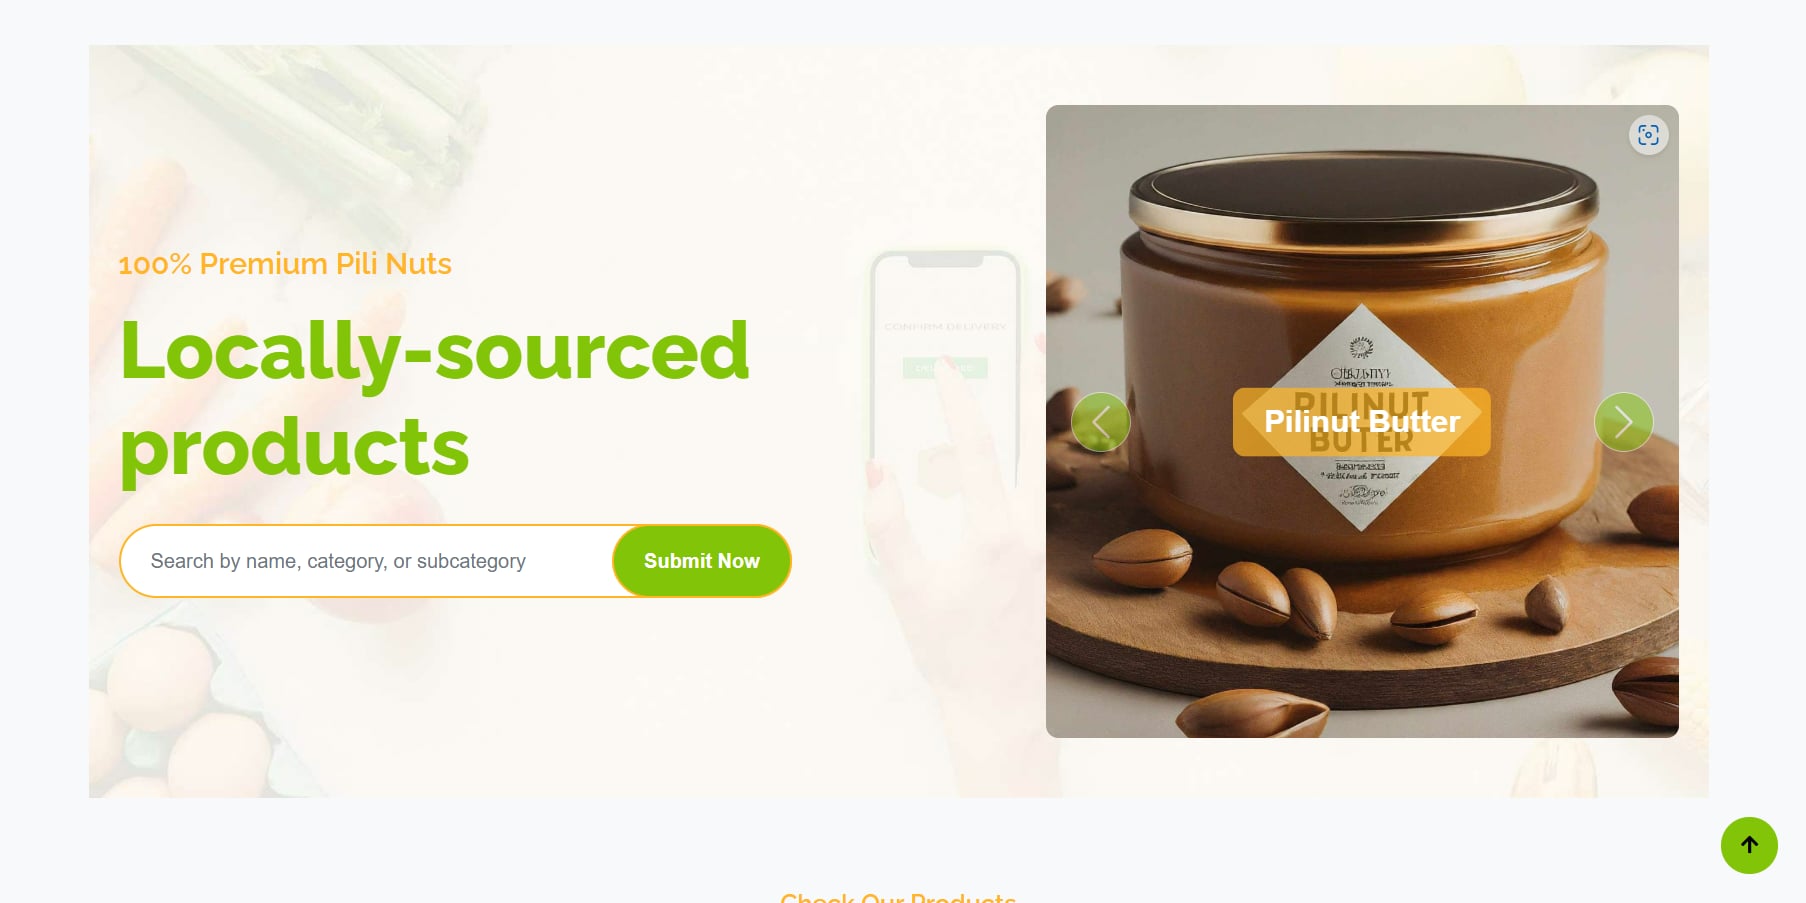 100% Premium Pili Nuts
Locally-sourced
products
Search by name, category, or subcategory
Submit Now
CONFIRM DELIVERY
PILINUT
Pilinut Butter
BUTER
Check Our Products